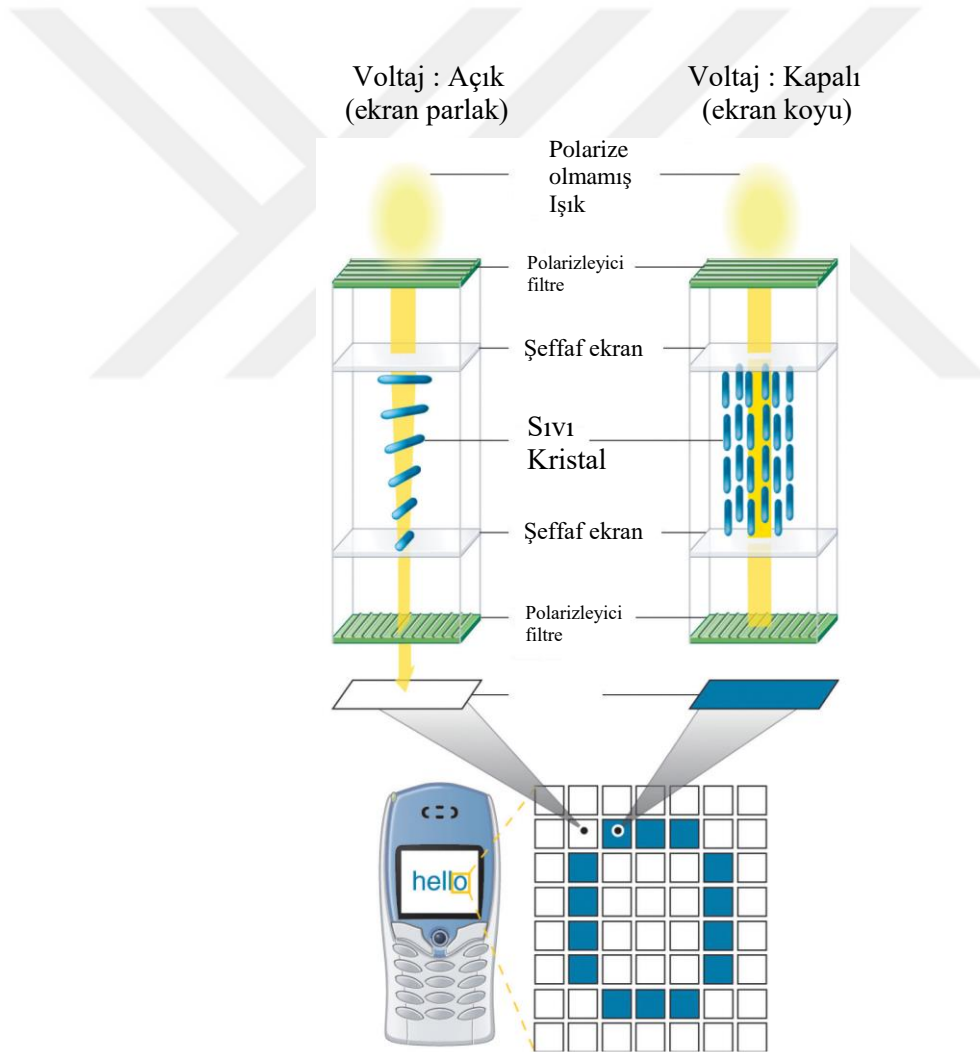 Voltaj : Açık
(ekran parlak)
Voltaj : Kapalı
(ekran koyu)
Polarize
olmamış
Işık
Polarizleyici
filtre
Şeffaf ekran
Sıvı
Kristal
Şeffaf ekran
Polarizleyici
filtre
hello